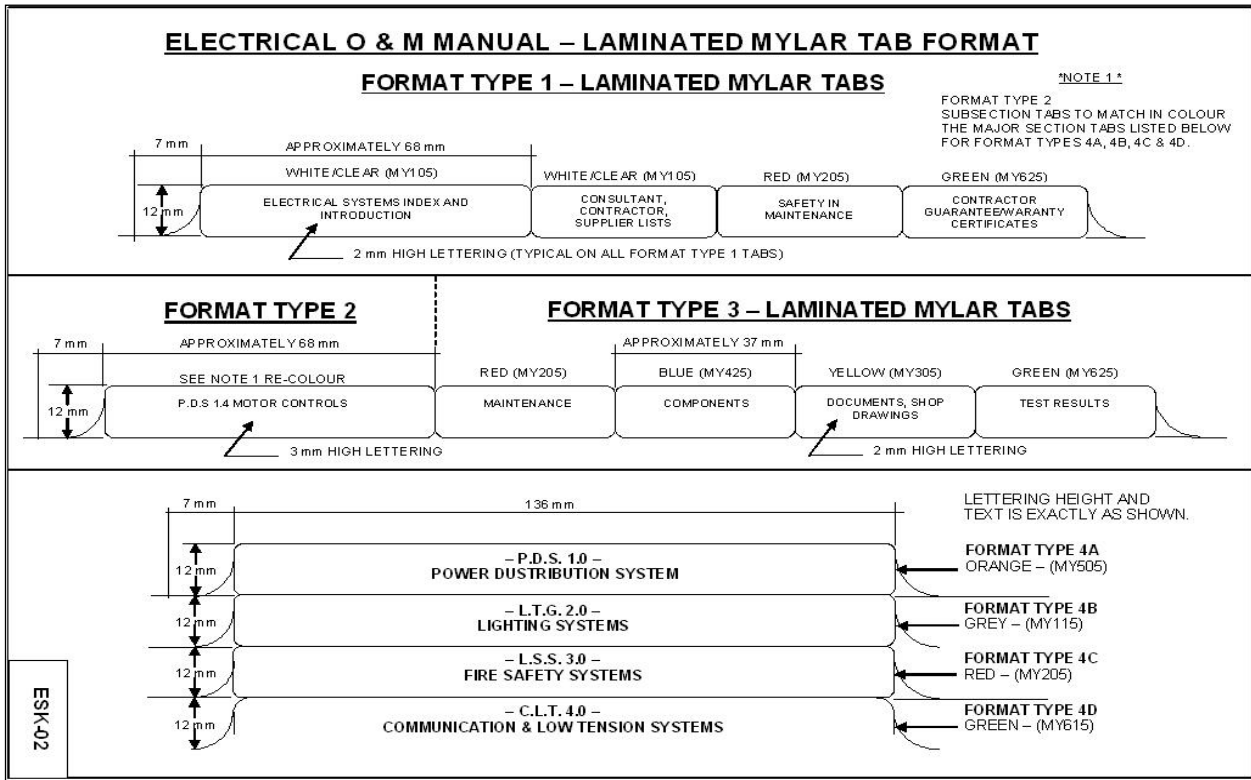 ELECTRICAL O & M MANUAL – LAMINATED MYLAR TAB FORMAT
FORMAT TYPE 1 – LAMINATED MYLAR TABS
*NOTE 1 *
FORMAT TYPE 2
SUBSECTION TABS TO MATCH IN COLOUR
THE MAJOR SECTION TABS LISTED BELOW
FOR FORMAT TYPES 4A, 4B, 4C & 4D.
7 mm
APPROXIMATELY 68 mm
WHITE/CLEAR (MY105)
WHITE/CLEAR (MY105)
RED (MY205)
GREEN (MY625)
12 mm
ELECTRICAL SYSTEMS INDEX AND
INTRODUCTION
CONSULTANT,
CONTRACTOR,
SUPPLIER LISTS
SAFETY IN
MAINTENANCE
CONTRACTOR
GUARANTEE/WARANTY
CERTIFICATES
2 mm HIGH LETTERING (TYPICAL ON ALL FORMAT TYPE 1 TABS)
FORMAT TYPE 2
FORMAT TYPE 3 – LAMINATED MYLAR TABS
7 mm
APPROXIMATELY 68 mm
APPROXIMATELY 37 mm
SEE NOTE 1 RE-COLOUR
RED (MY205)
BLUE (MY425)
YELLOW (MY305)
GREEN (MY625)
12 mm
P.D.S 1.4 MOTOR CONTROLS
MAINTENANCE
COMPONENTS
DOCUMENTS, SHOP
DRAWINGS
TEST RESULTS
3 mm HIGH LETTERING
2 mm HIGH LETTERING
7 mm
136 mm
LETTERING HEIGHT AND
TEXT IS EXACTLY AS SHOWN.
12 mm
– P.D.S. 1.0 –
POWER DUSTRIBUTION SYSTEM
FORMAT TYPE 4A
ORANGE – (MY505)
12 mm
– L.T.G. 2.0 –
LIGHTING SYSTEMS
FORMAT TYPE 4B
GREY – (MY115)
12 mm
– L.S.S. 3.0 –
FIRE SAFETY SYSTEMS
FORMAT TYPE 4C
RED – (MY205)
12 mm
– C.L.T. 4.0 –
COMMUNICATION & LOW TENSION SYSTEMS
FORMAT TYPE 4D
GREEN – (MY615)
ESK-02